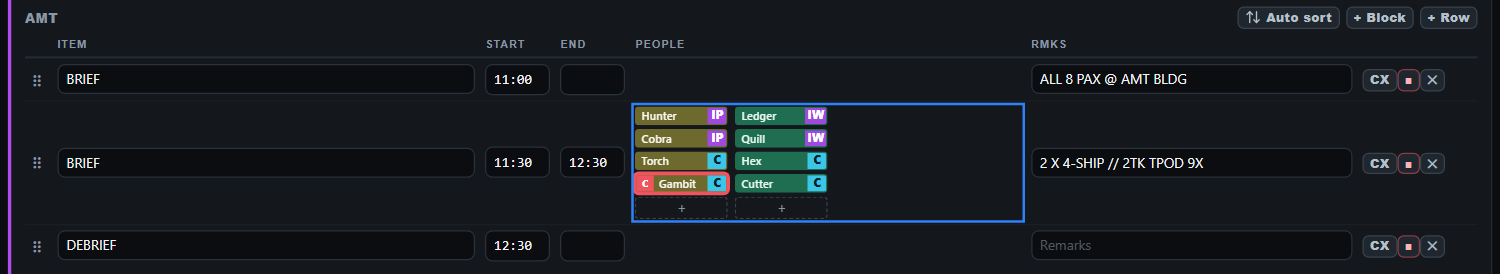 AMT
Auto sort
+ Block
+ Row
ITEM START END PEOPLE RMKS
BRIEF 11:00 ALL 8 PAX @ AMT BLDG CX
Hunter IP Ledger IW
Cobra IP Quill IW
BRIEF 11:30 12:30 2 X 4-SHIP // 2TK TPOD 9X CX
Torch C Hex C
C Gambit C Cutter C
+ +
DEBRIEF 12:30 Remarks CX